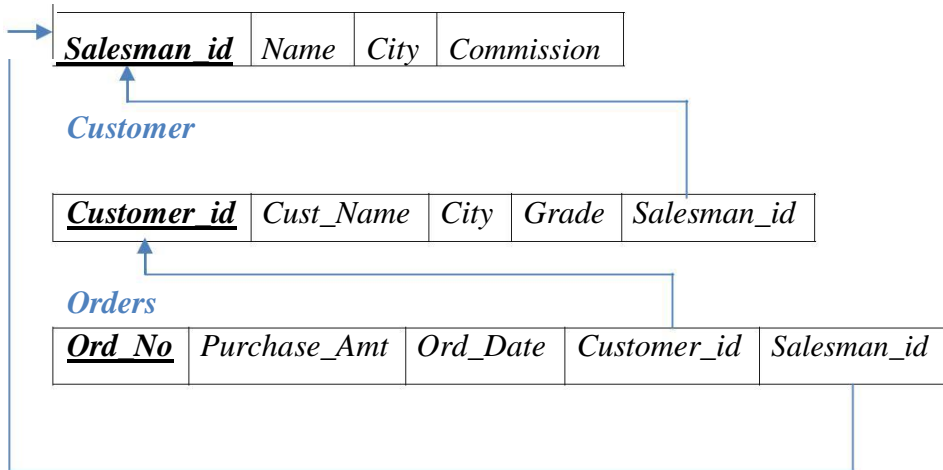 Salesman_id Name City Commission
Customer
Customer_id Cust_Name City Grade Salesman_id
Orders
Ord_No Purchase_Amt Ord_Date Customer_id Salesman_id